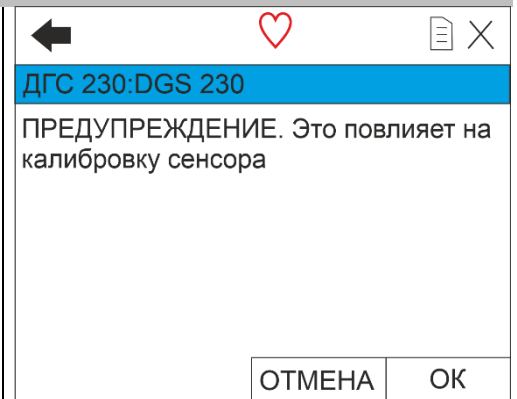 ДГС 230:DGS 230
ПРЕДУПРЕЖДЕНИЕ. Это повлияет на
калибровку сенсора
ОТМЕНА
ОК